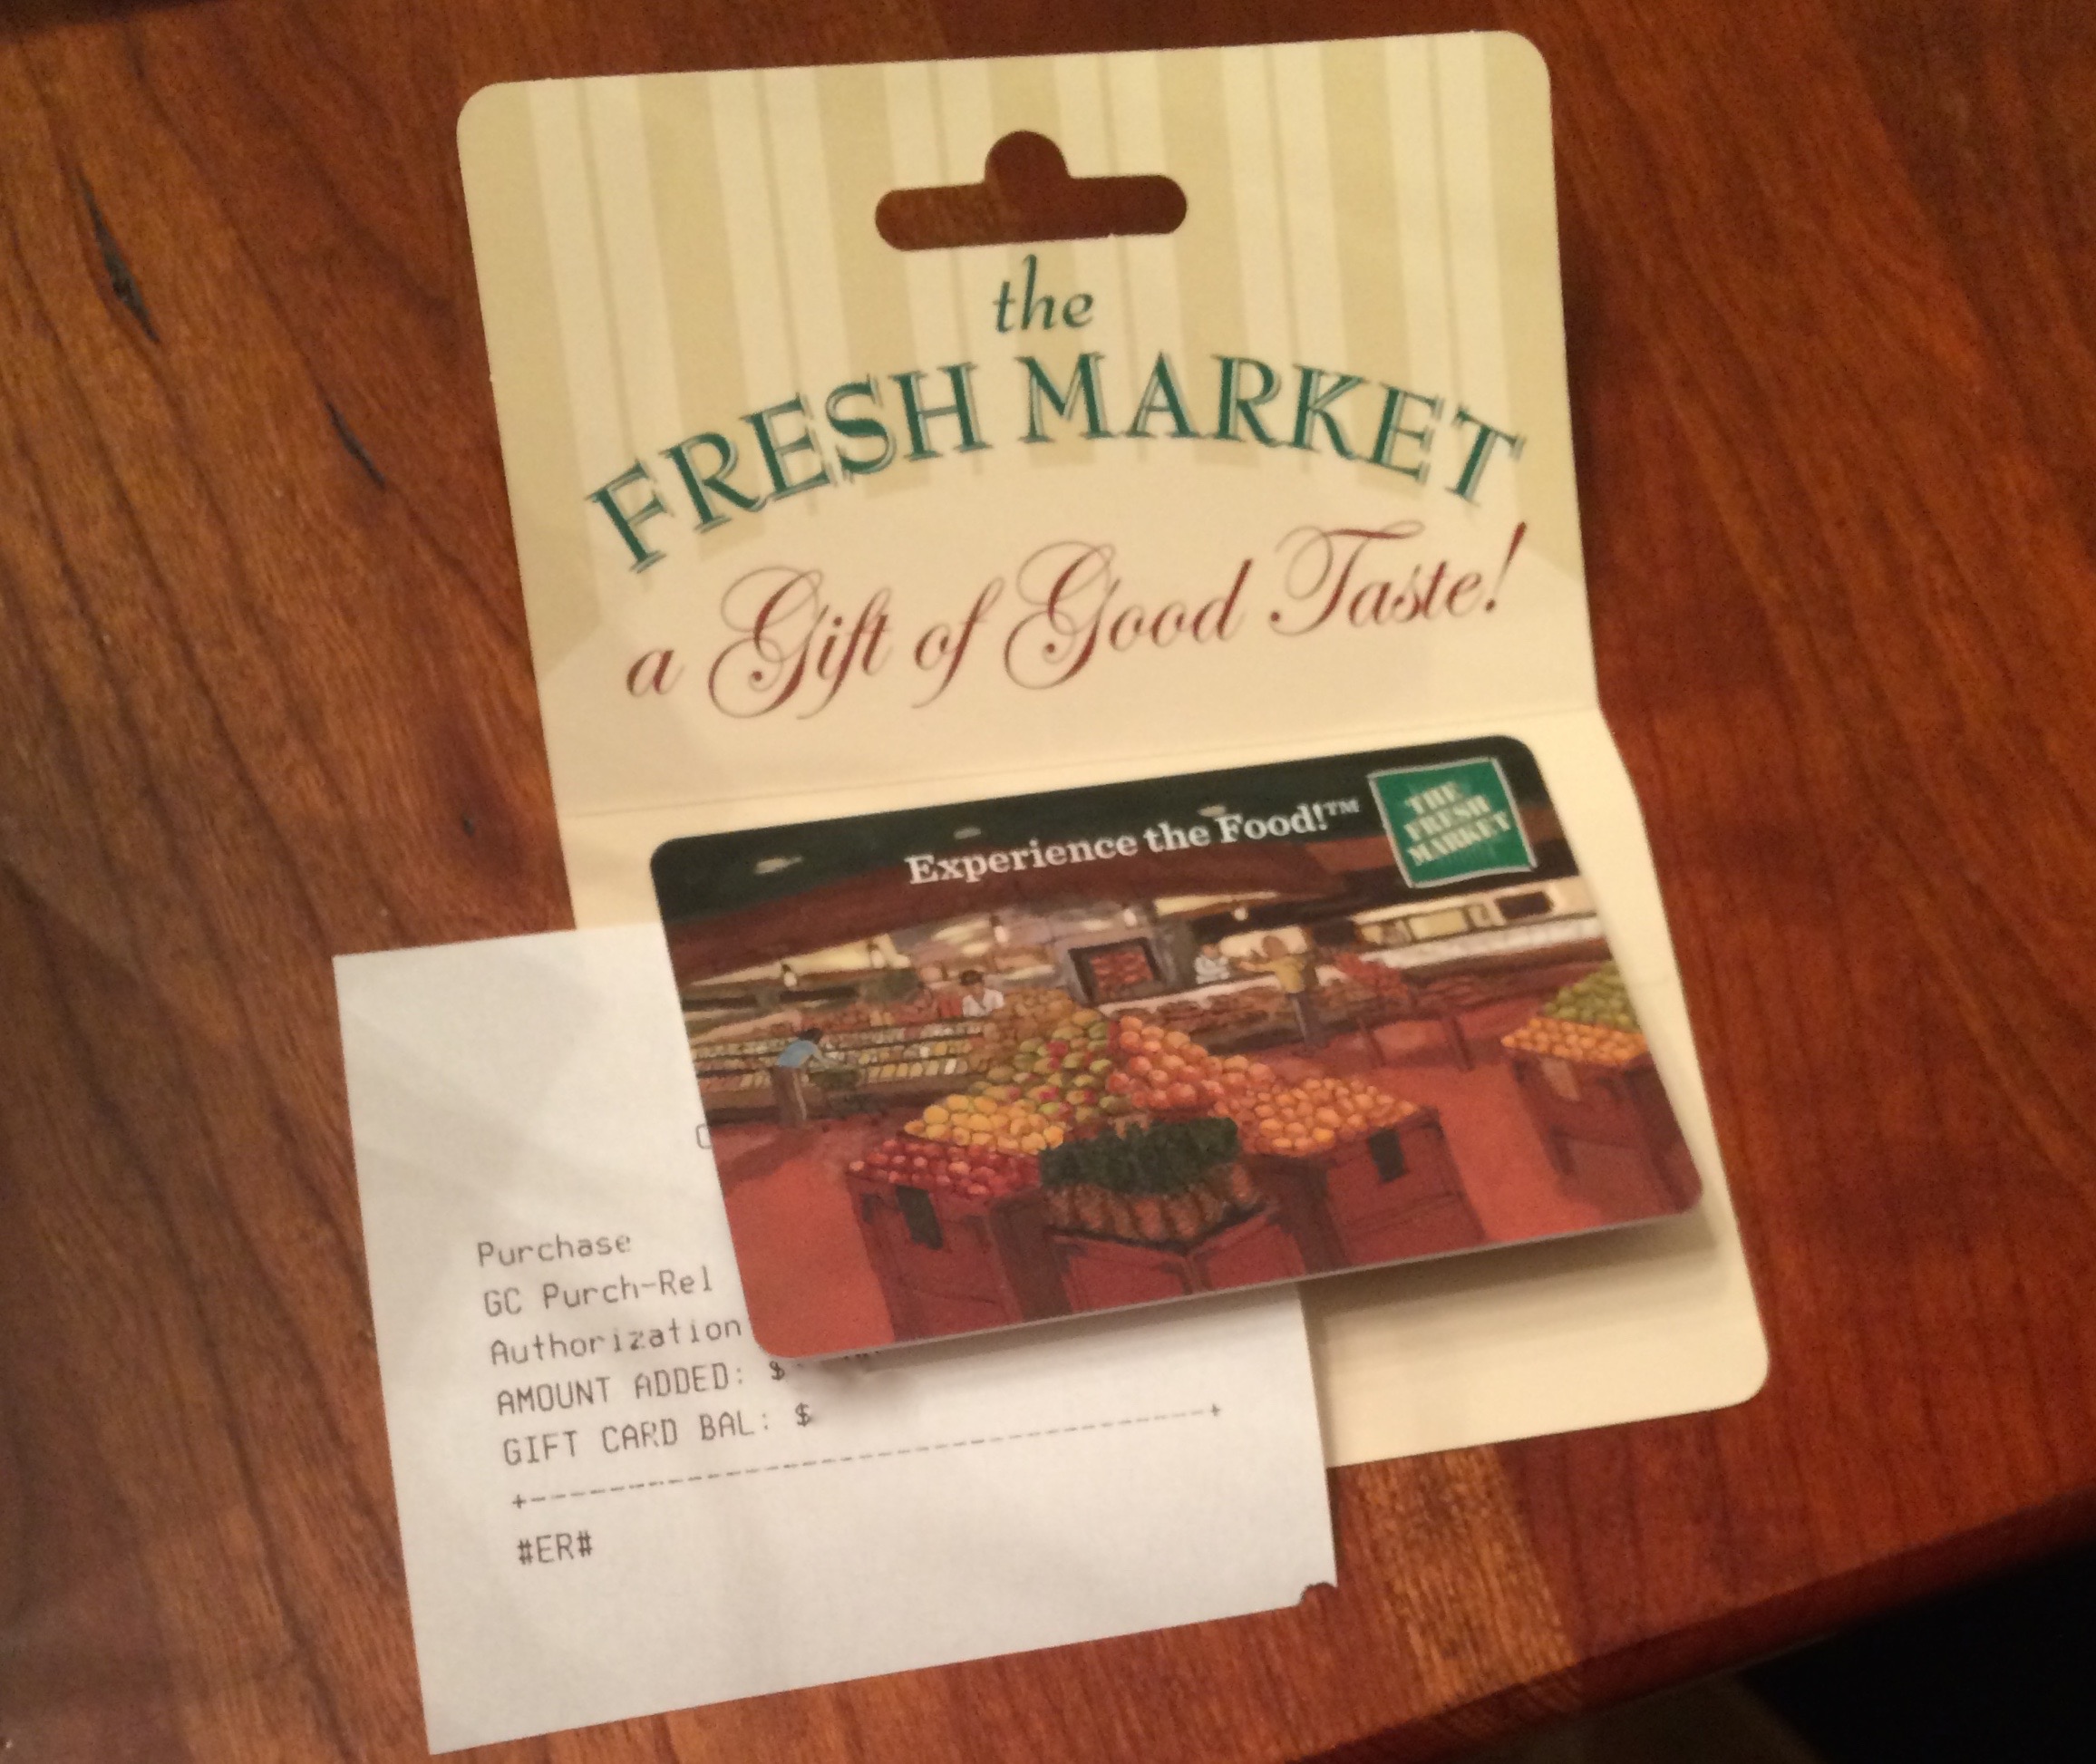 the
FRESH MARKET
a Gift of Good Taste!
Experience the Food!™
THE
FRESH
MARKET
Purchase
GC Purch-Rel
Authorization
AMOUNT ADDED: $
GIFT CARD BAL: $
+------------------------------------+
#ER#